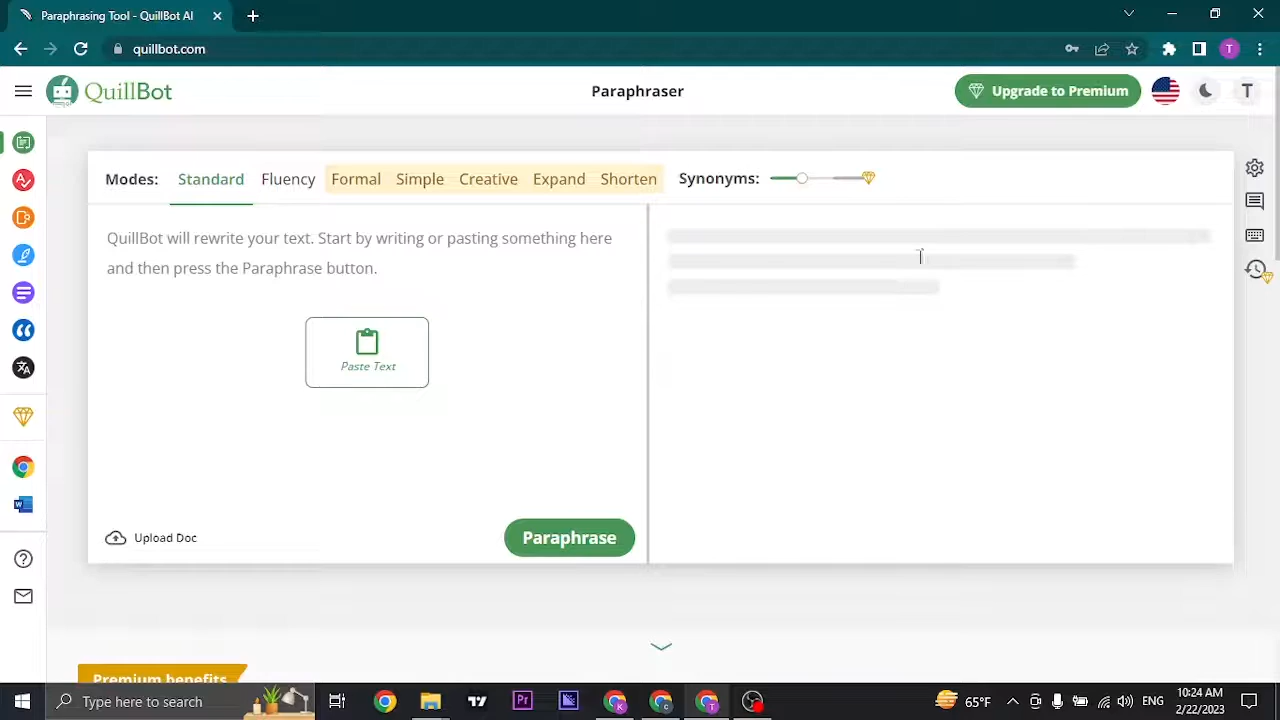 Paraphrasing Tool - QuillBot AI
quillbot.com
QuillBot
Paraphraser
Upgrade to Premium
T
Modes:
Standard
Fluency
Formal
Simple
Creative
Expand
Shorten
Synonyms:
QuillBot will rewrite your text. Start by writing or pasting something here
and then press the Paraphrase button.
Paste Text
Upload Doc
Paraphrase
Premium benefits
Type here to search
65°F
ENG
10:24 AM
2/22/2023